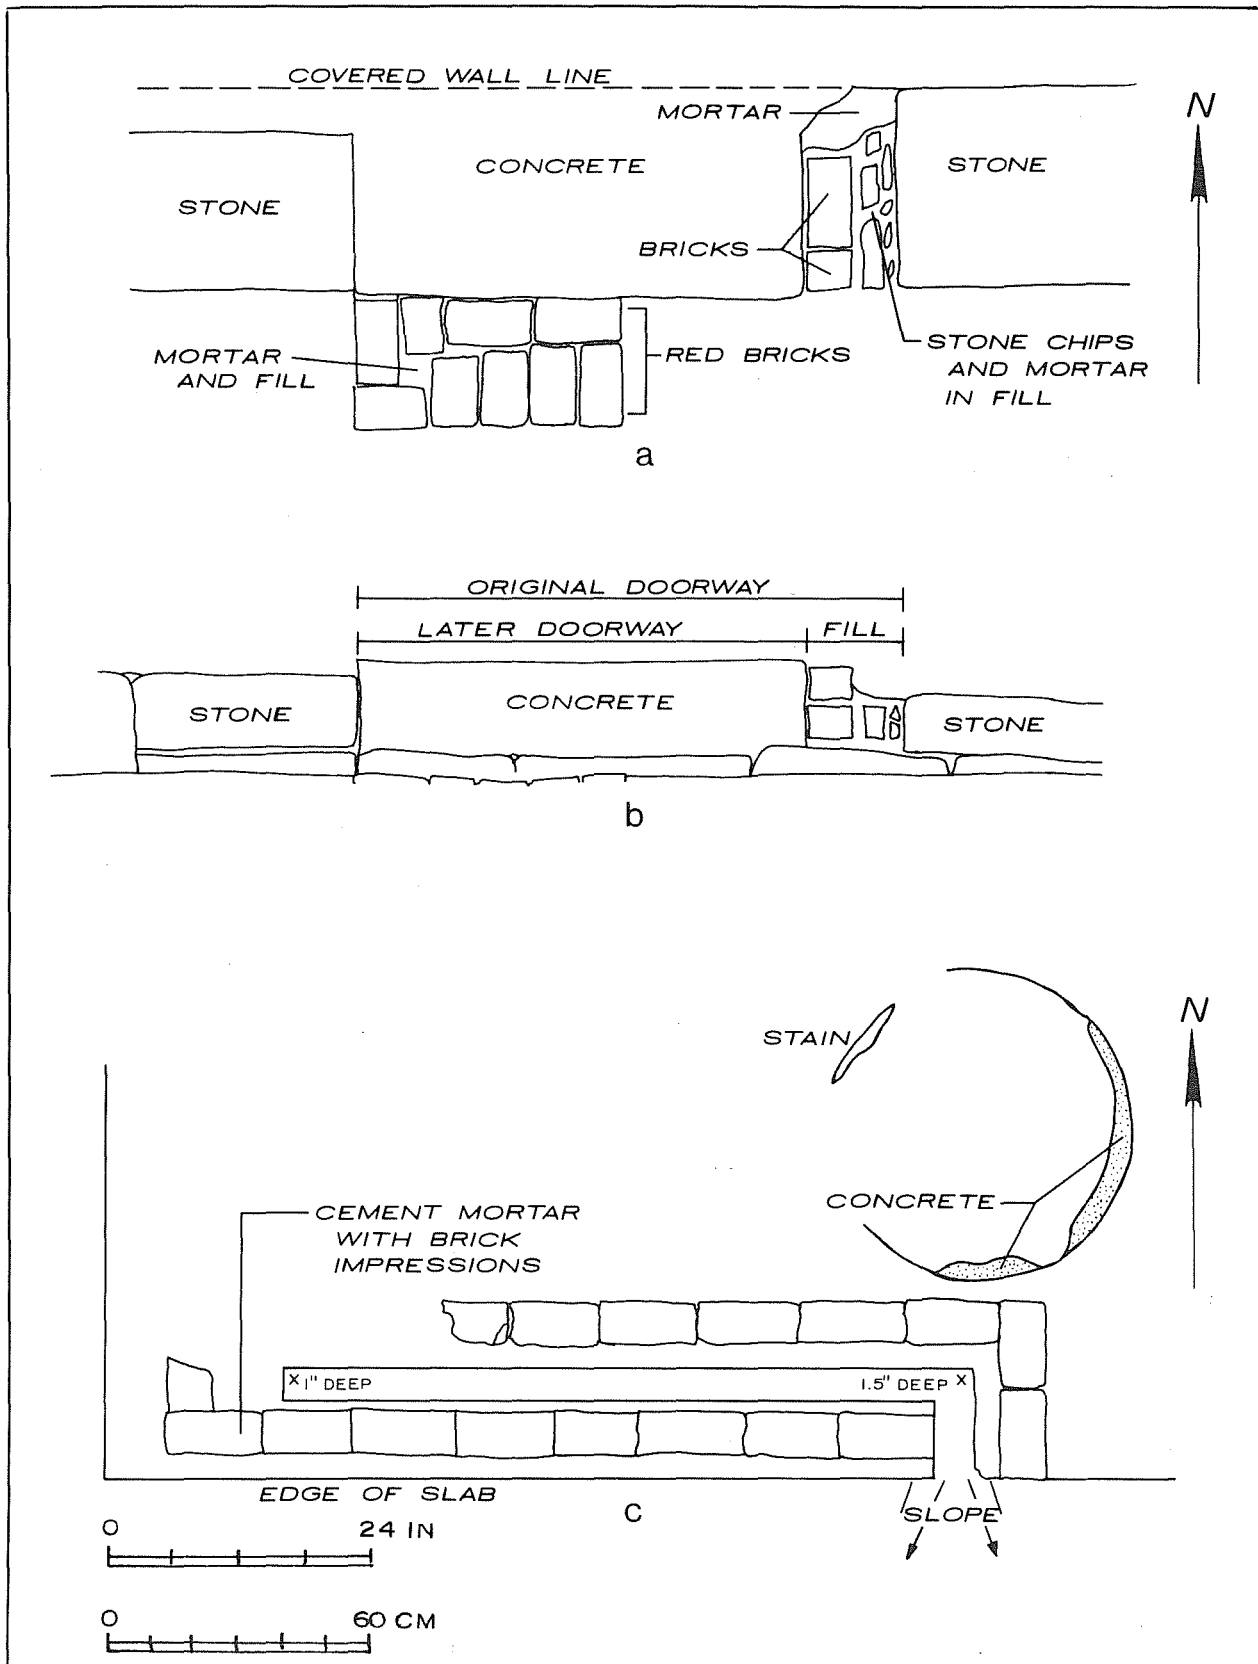 COVERED WALL LINE
MORTAR
N
CONCRETE
STONE
STONE
BRICKS
MORTAR
AND FILL
RED BRICKS
STONE CHIPS
AND MORTAR
IN FILL
a
ORIGINAL DOORWAY
LATER DOORWAY
FILL
STONE
CONCRETE
STONE
b
N
STAIN
CONCRETE
CEMENT MORTAR
WITH BRICK
IMPRESSIONS
X 1" DEEP
1.5" DEEP X
EDGE OF SLAB
c
SLOPE
0 24 IN
0 60 CM